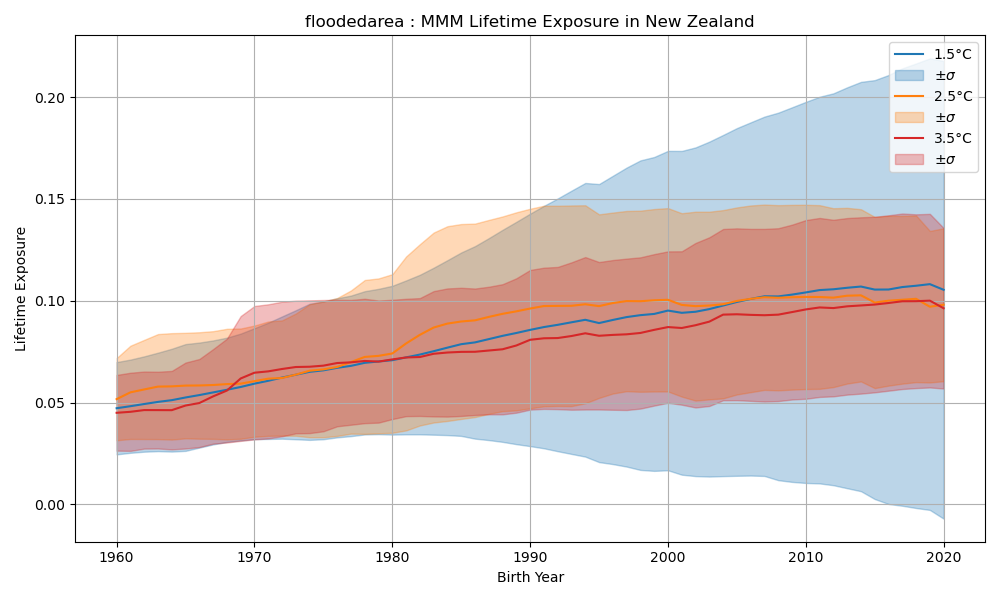 floodedarea : MMM Lifetime Exposure in New Zealand
Lifetime Exposure
0.20
0.15
0.10
0.05
0.00
1960
1970
1980
1990
2000
2010
2020
Birth Year
1.5°C
±σ
2.5°C
±σ
3.5°C
±σ